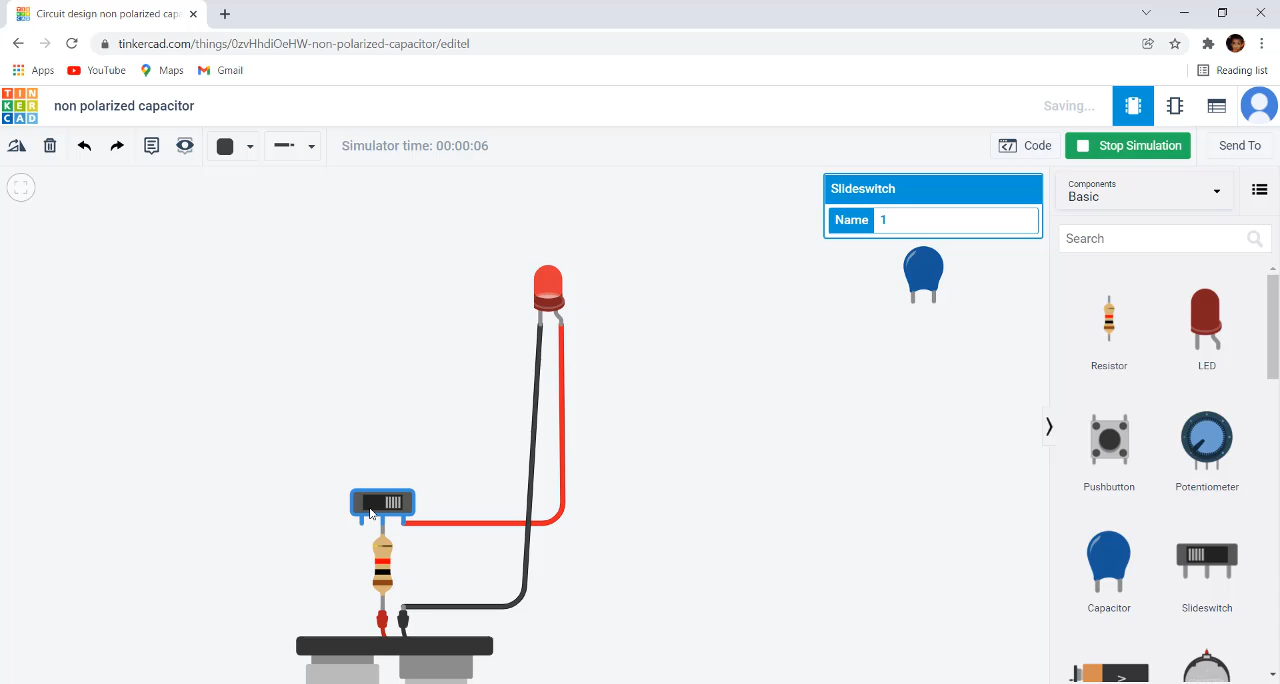 Circuit design non polarized cap
tinkercad.com/things/0zvHhdiOeHW-non-polarized-capacitor/editel
Apps YouTube Maps Gmail Reading list
TIN
KER
CAD
non polarized capacitor Saving...
Simulator time: 00:00:06 Code Stop Simulation Send To
Slideswitch
Name 1
Components
Basic
Search
Resistor LED
Pushbutton Potentiometer
Capacitor Slideswitch